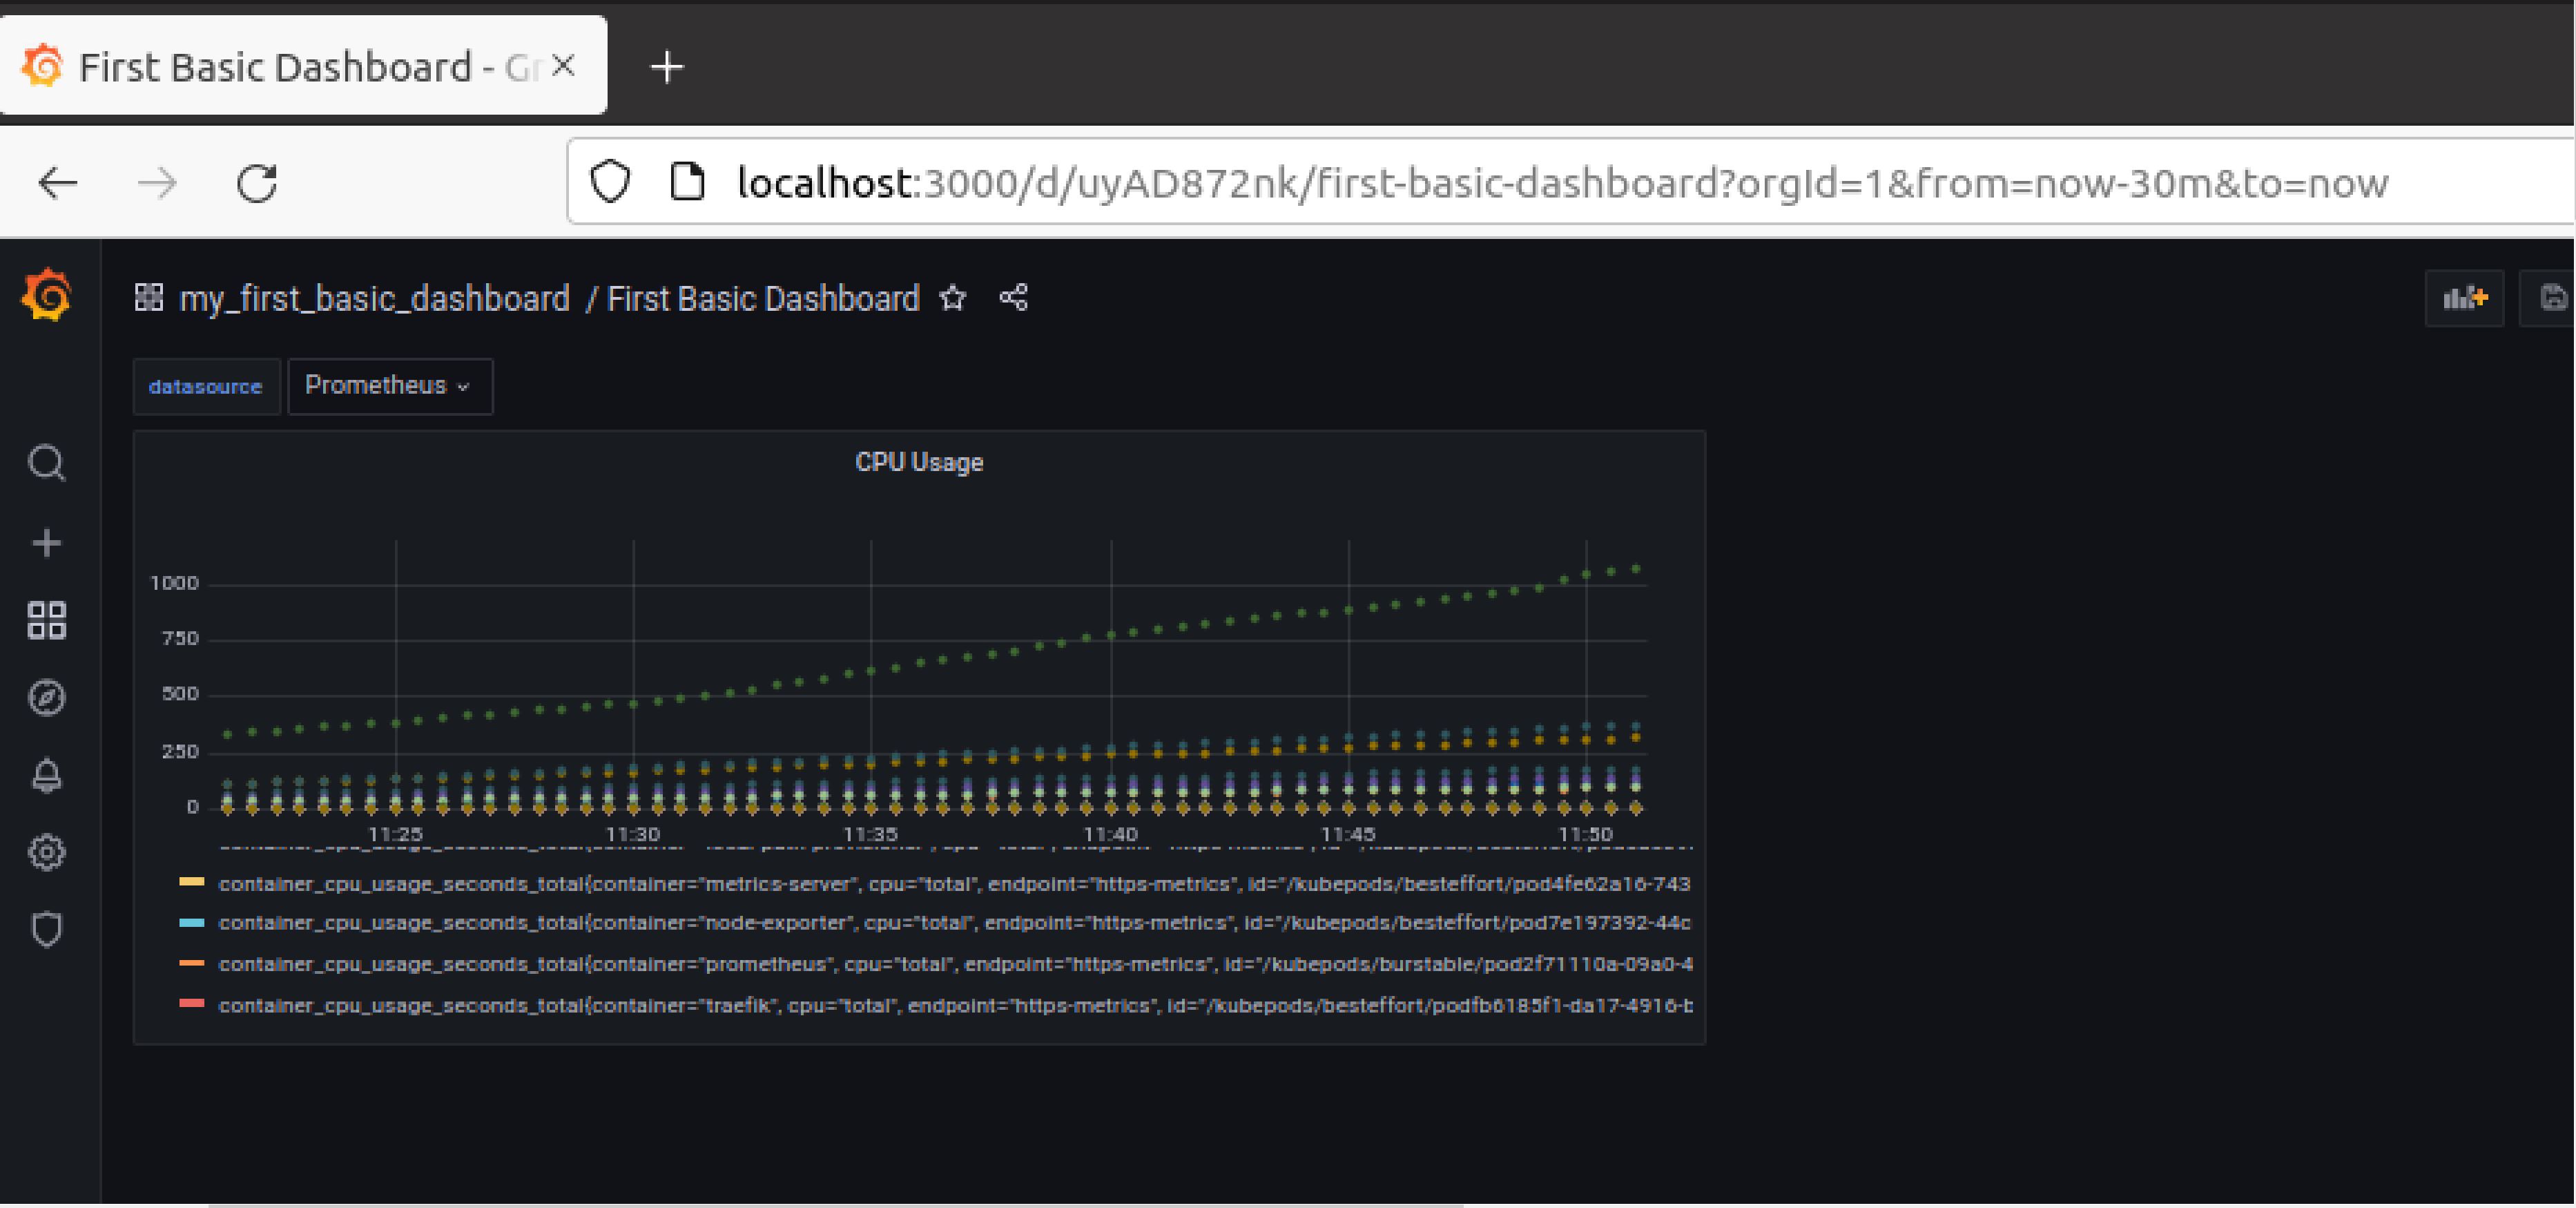 First Basic Dashboard - Gr
localhost:3000/d/uyAD872nk/first-basic-dashboard?orgId=1&from=now-30m&to=now
my_first_basic_dashboard / First Basic Dashboard
datasource Prometheus
CPU Usage
1000
750
500
250
0
11:25 11:30 11:35 11:40 11:45 11:50
container_cpu_usage_seconds_total{container="metrics-server", cpu="total", endpoint="https-metrics", id="/kubepods/besteffort/pod4fe62a16-743
container_cpu_usage_seconds_total{container="node-exporter", cpu="total", endpoint="https-metrics", id="/kubepods/besteffort/pod7e197392-44c
container_cpu_usage_seconds_total{container="prometheus", cpu="total", endpoint="https-metrics", id="/kubepods/burstable/pod2f71110a-09a0-4
container_cpu_usage_seconds_total{container="traefik", cpu="total", endpoint="https-metrics", id="/kubepods/besteffort/podfb6185f1-da17-4916-b